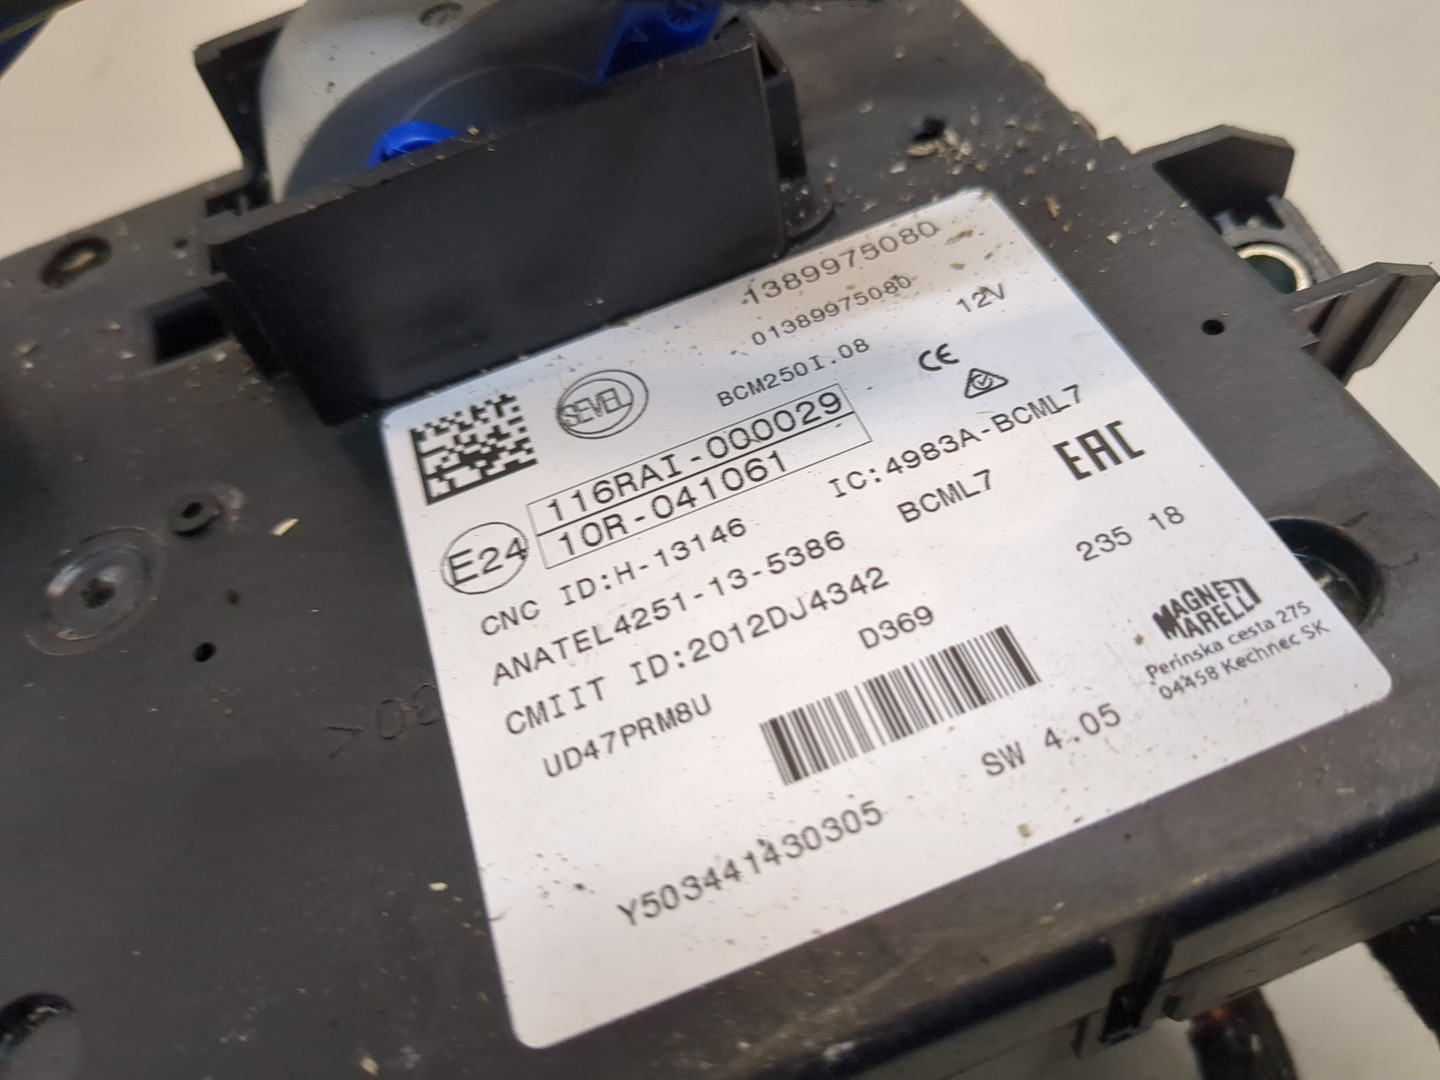 1389975080
01389975080
12V
SEVEL
BCM250I.08
CE
116RAI-000029
10R-041061
E24
IC:4983A-BCML7
EAC
CNC ID:H-13146
BCML7
ANATEL4251-13-5386
235 18
CMIIT ID:2012DJ4342
D369
MAGNETI
MARELLI
UD47PRM8U
Perinska cesta 275
04458 Kechnec SK
SW 4.05
Y503441430305